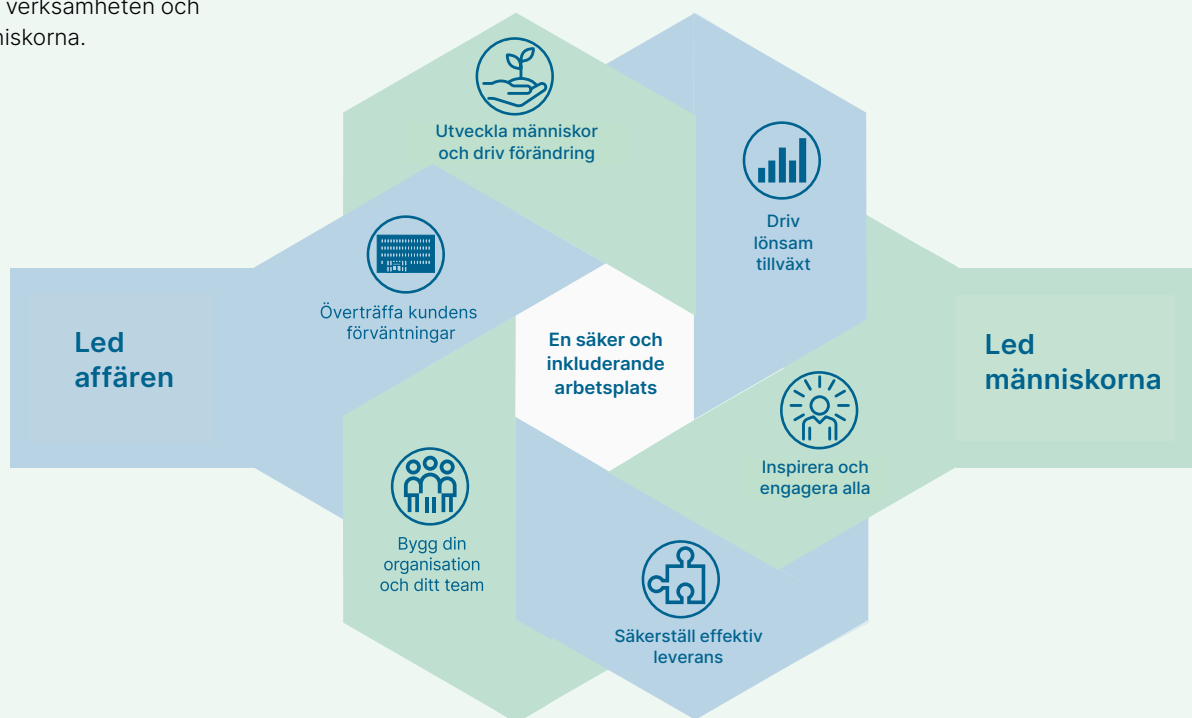 verksamheten och
niskorna.
Utveckla människor
och driv förändring
Driv
lönsam
tillväxt
Överträffa kundens
förväntningar
Led
affären
En säker och
inkluderande
arbetsplats
Led
människorna
Inspirera och
engagera alla
Bygg din
organisation
och ditt team
Säkerställ effektiv
leverans